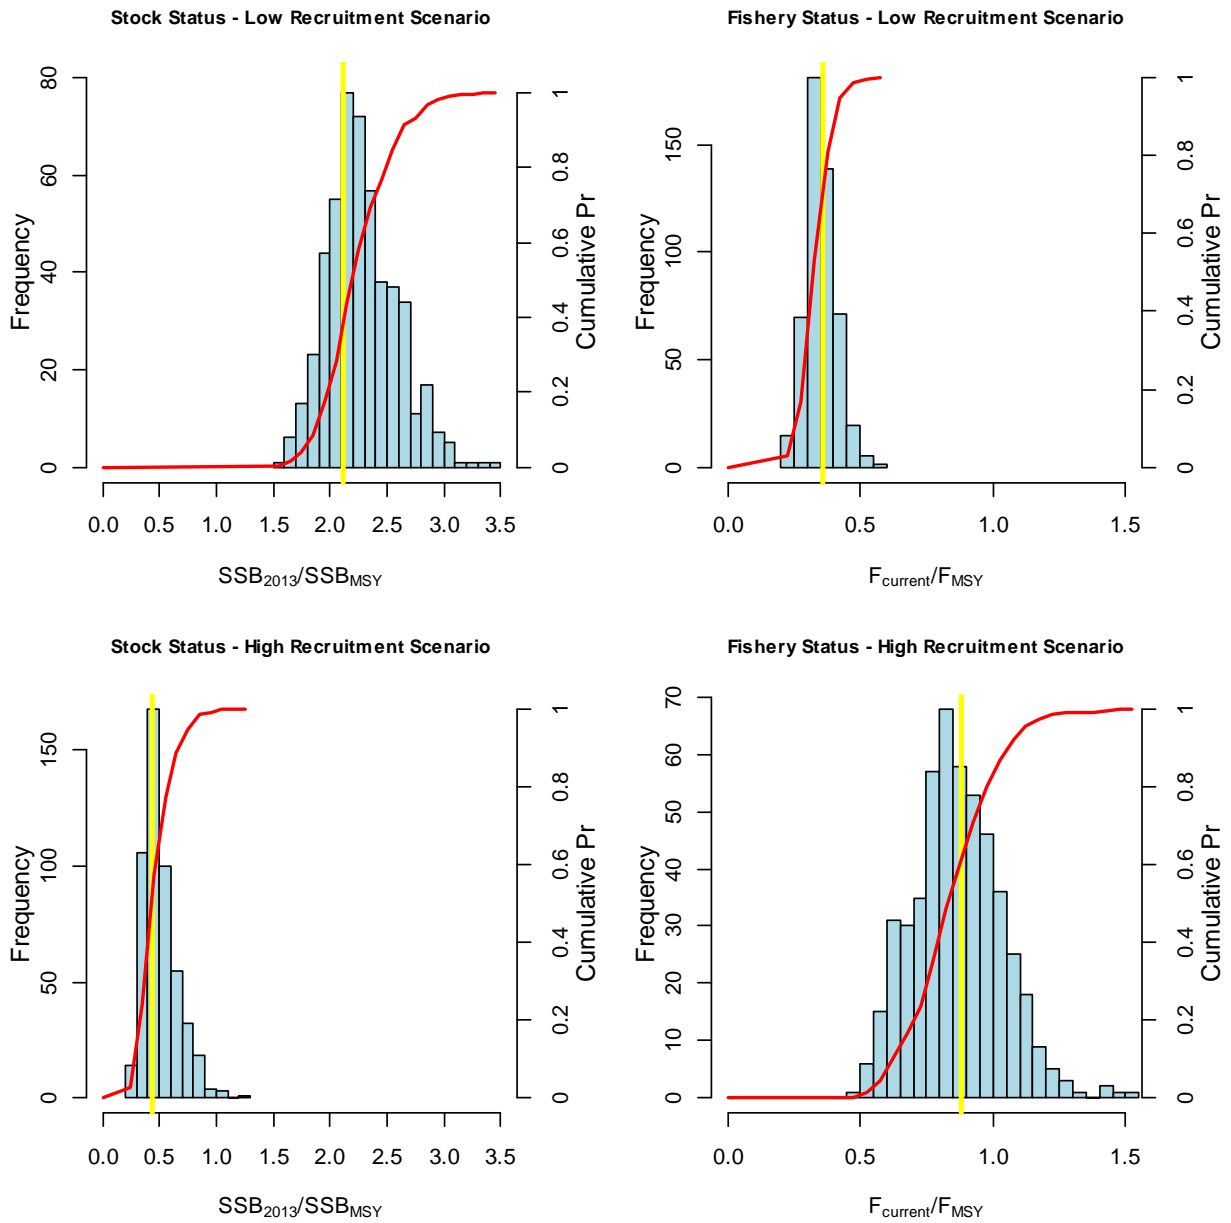 Stock Status - Low Recruitment Scenario
Frequency
0 20 40 60 80
Cumulative Pr
0 0.2 0.4 0.6 0.8 1
0.0 0.5 1.0 1.5 2.0 2.5 3.0 3.5
SSB2013/SSBMSY
Fishery Status - Low Recruitment Scenario
Frequency
0 50 100 150
Cumulative Pr
0 0.2 0.4 0.6 0.8 1
0.0 0.5 1.0 1.5
Fcurrent/FMSY
Stock Status - High Recruitment Scenario
Frequency
0 50 100 150
Cumulative Pr
0 0.2 0.4 0.6 0.8 1
0.0 0.5 1.0 1.5 2.0 2.5 3.0 3.5
SSB2013/SSBMSY
Fishery Status - High Recruitment Scenario
Frequency
0 10 20 30 40 50 60 70
Cumulative Pr
0 0.2 0.4 0.6 0.8 1
0.0 0.5 1.0 1.5
Fcurrent/FMSY